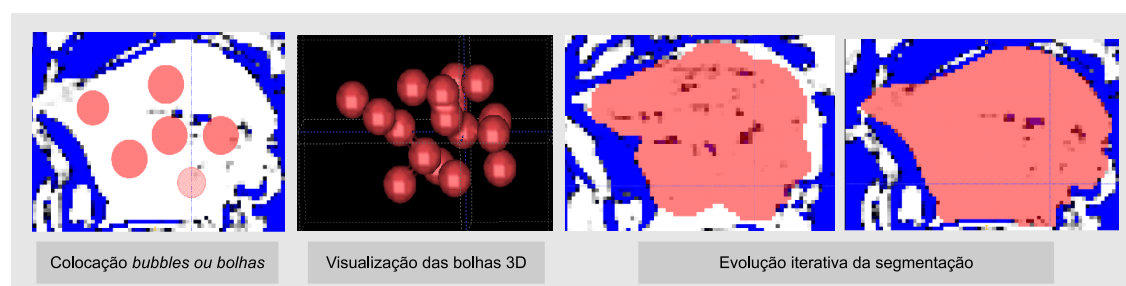 Colocação bubbles ou bolhas
Visualização das bolhas 3D
Evolução iterativa da segmentação